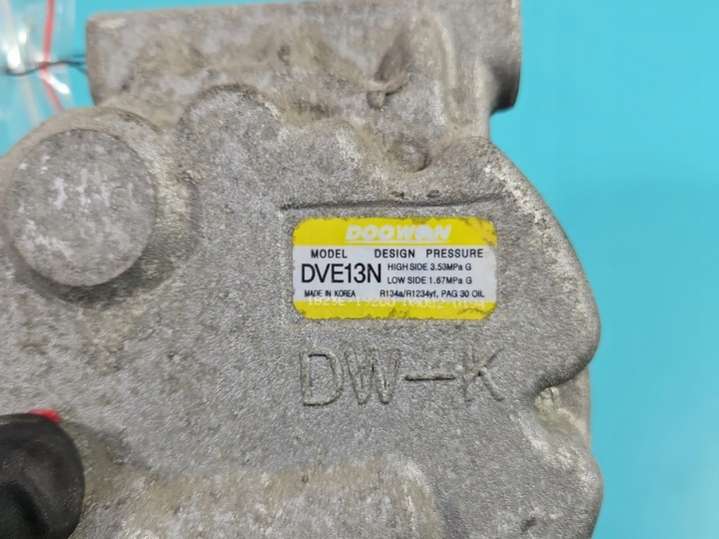 DOOWON
MODEL DESIGN PRESSURE
DVE13N HIGH SIDE 3.53MPa G
LOW SIDE 1.67MPa G
MADE IN KOREA R134a/R1234yf, PAG 30 OIL
DW-K